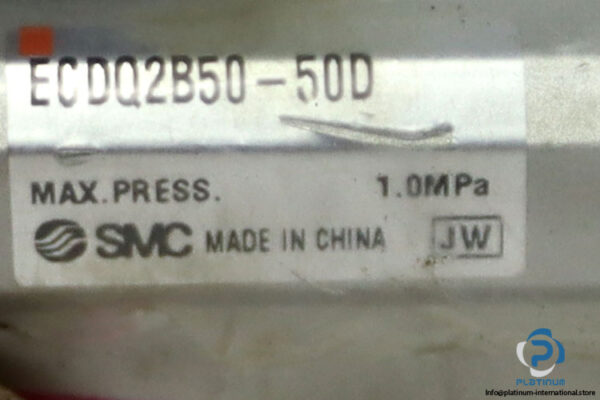 ECDQ2B50-50D
MAX.PRESS. 1.0MPa
SMC MADE IN CHINA JW
PLATINUM
Info@platinum-international.store